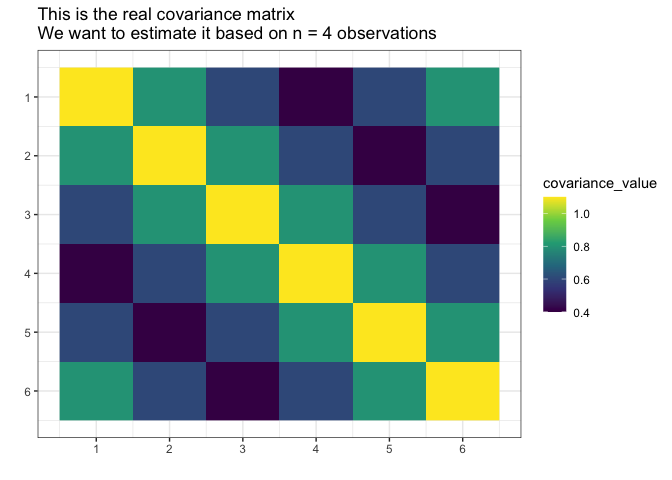 This is the real covariance matrix
We want to estimate it based on n = 4 observations
1
2
3
4
5
6
1 2 3 4 5 6
covariance_value
1.0
0.8
0.6
0.4